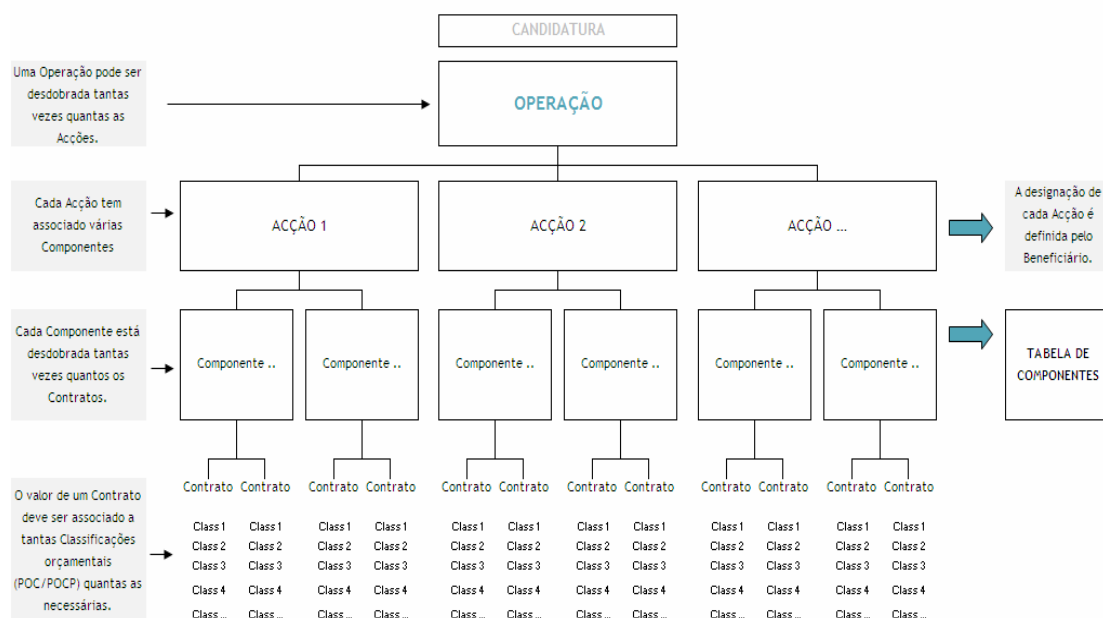 CANDIDATURA
Uma Operação pode ser
desdobrada tantas
vezes quantas as
Acções.
OPERAÇÃO
Cada Acção tem
associado várias
Componentes
ACÇÃO 1
ACÇÃO 2
ACÇÃO ...
A designação de
cada Acção é
definida pelo
Beneficiário.
Cada Componente está
desdobrada tantas
vezes quantos os
Contratos.
Componente .. Componente .. Componente .. Componente .. Componente .. Componente ..
TABELA DE
COMPONENTES
O valor de um Contrato
deve ser associado a
tantas Classificações
orçamentais
(POC/POCP) quantas as
necessárias.
Contrato Contrato Contrato Contrato Contrato Contrato Contrato Contrato Contrato Contrato Contrato Contrato
Class 1 Class 1 Class 1 Class 1 Class 1 Class 1 Class 1 Class 1 Class 1 Class 1 Class 1 Class 1
Class 2 Class 2 Class 2 Class 2 Class 2 Class 2 Class 2 Class 2 Class 2 Class 2 Class 2 Class 2
Class 3 Class 3 Class 3 Class 3 Class 3 Class 3 Class 3 Class 3 Class 3 Class 3 Class 3 Class 3
Class 4 Class 4 Class 4 Class 4 Class 4 Class 4 Class 4 Class 4 Class 4 Class 4 Class 4 Class 4
Class ... Class ... Class ... Class ... Class ... Class ... Class ... Class ... Class ... Class ... Class ... Class ...